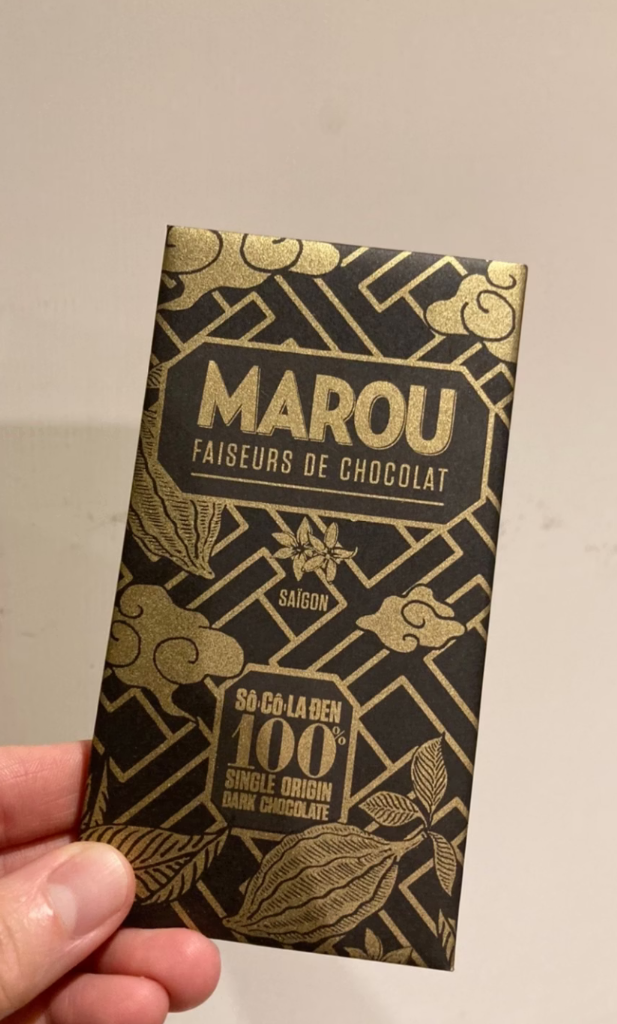 MAROU
FAISEURS DE CHOCOLAT
SAÏGON
SÔ·CÔ·LA ĐEN
100%
SINGLE ORIGIN
DARK CHOCOLATE